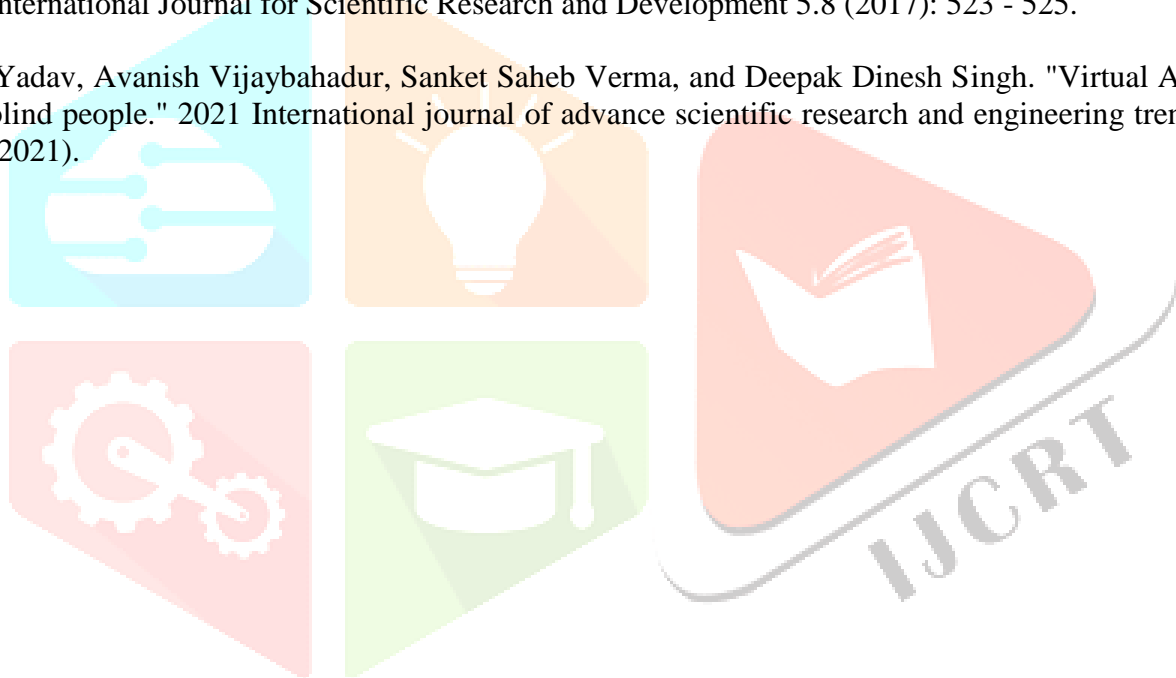 nternational Journal for Scientific Research and Development 5.8 (2017): 523 - 525.
Yadav, Avanish Vijaybahadur, Sanket Saheb Verma, and Deepak Dinesh Singh. "Virtual A
lind people." 2021 International journal of advance scientific research and engineering tren
2021).
IJCRT